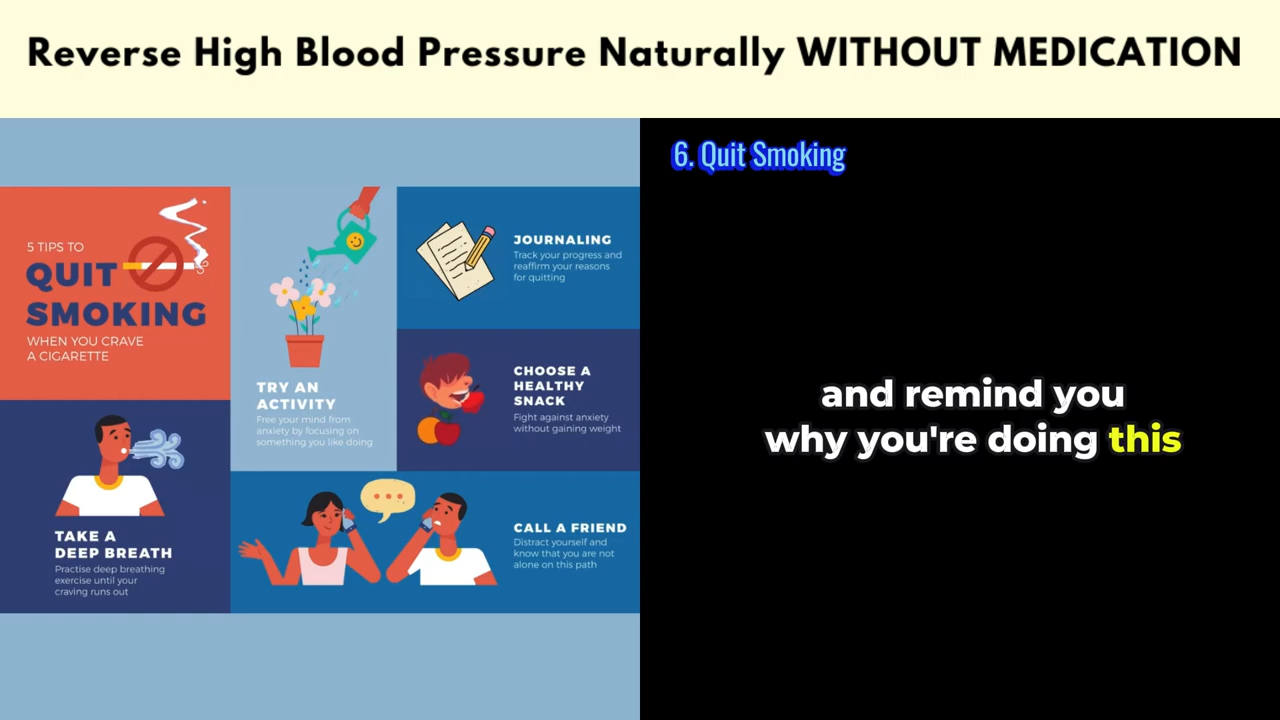 Reverse High Blood Pressure Naturally WITHOUT MEDICATION
5 TIPS TO
QUIT
SMOKING
WHEN YOU CRAVE
A CIGARETTE
TAKE A
DEEP BREATH
Practise deep breathing
exercise until your
craving runs out
TRY AN
ACTIVITY
Free your mind from
anxiety by focusing on
something you like doing
JOURNALING
Track your progress and
reaffirm your reasons
for quitting
CHOOSE A
HEALTHY
SNACK
Fight against anxiety
without gaining weight
CALL A FRIEND
Distract yourself and
know that you are not
alone on this path
6. Quit Smoking
and remind you
why you're doing this